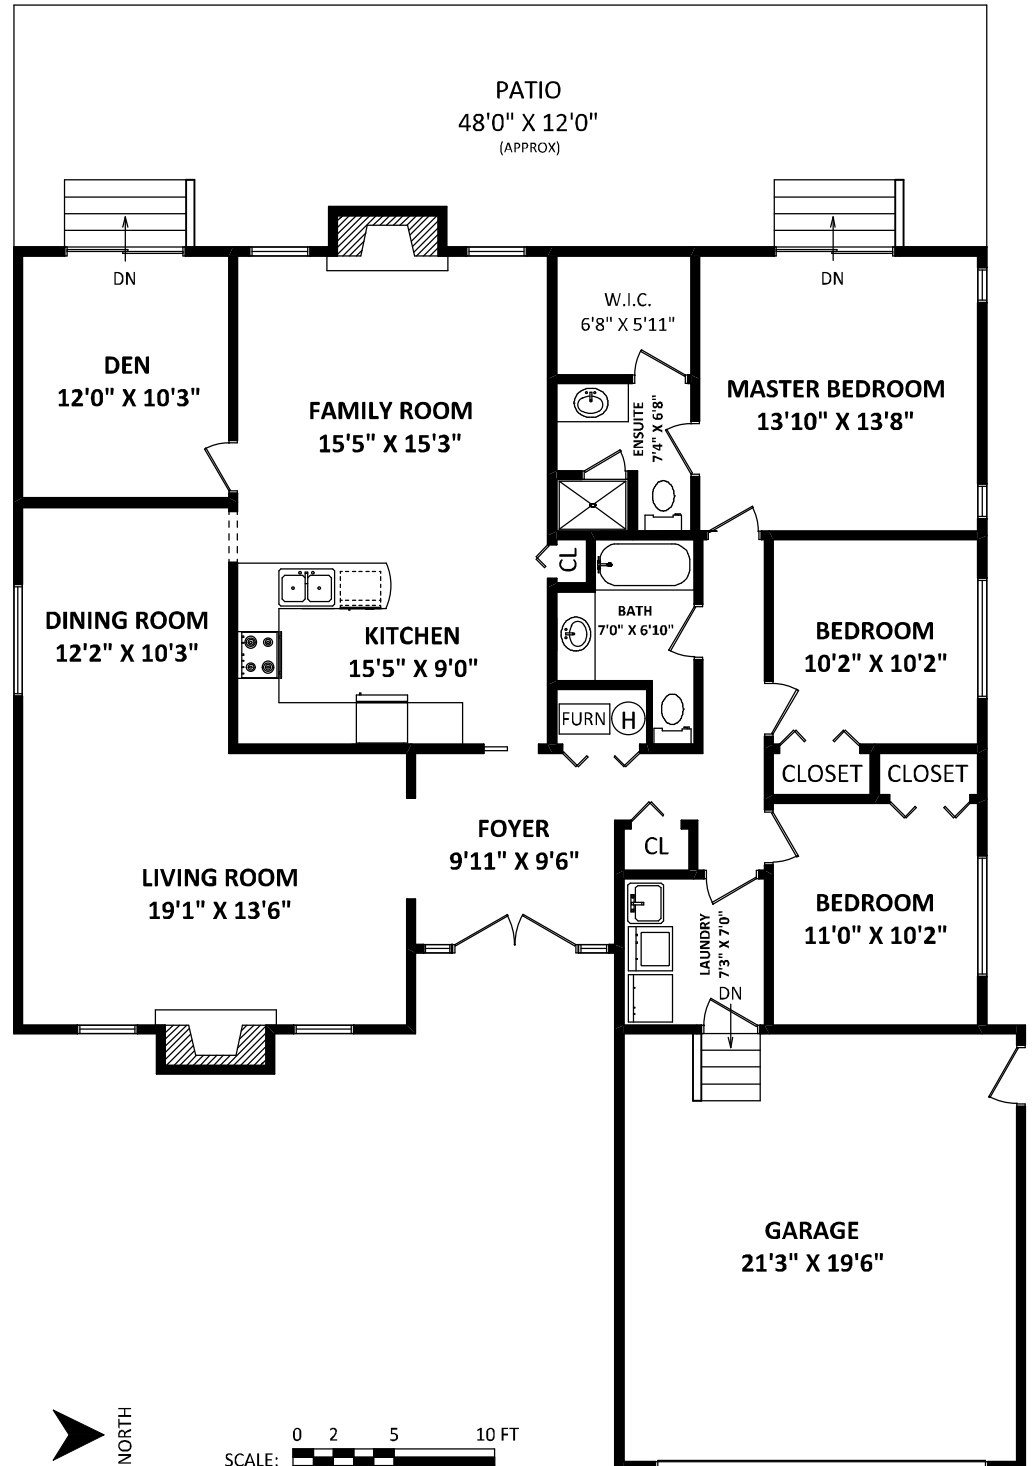 PATIO
48'0" X 12'0"
(APPROX)
DN
DN
W.I.C.
6'8" X 5'11"
DEN
12'0" X 10'3"
FAMILY ROOM
15'5" X 15'3"
ENSUITE
7'4" X 6'8"
MASTER BEDROOM
13'10" X 13'8"
CL
DINING ROOM
12'2" X 10'3"
KITCHEN
15'5" X 9'0"
BATH
7'0" X 6'10"
BEDROOM
10'2" X 10'2"
FURN
H
CLOSET
CLOSET
FOYER
9'11" X 9'6"
CL
LIVING ROOM
19'1" X 13'6"
LAUNDRY
7'3" X 7'0"
BEDROOM
11'0" X 10'2"
DN
GARAGE
21'3" X 19'6"
NORTH
0 2 5 10 FT
SCALE: